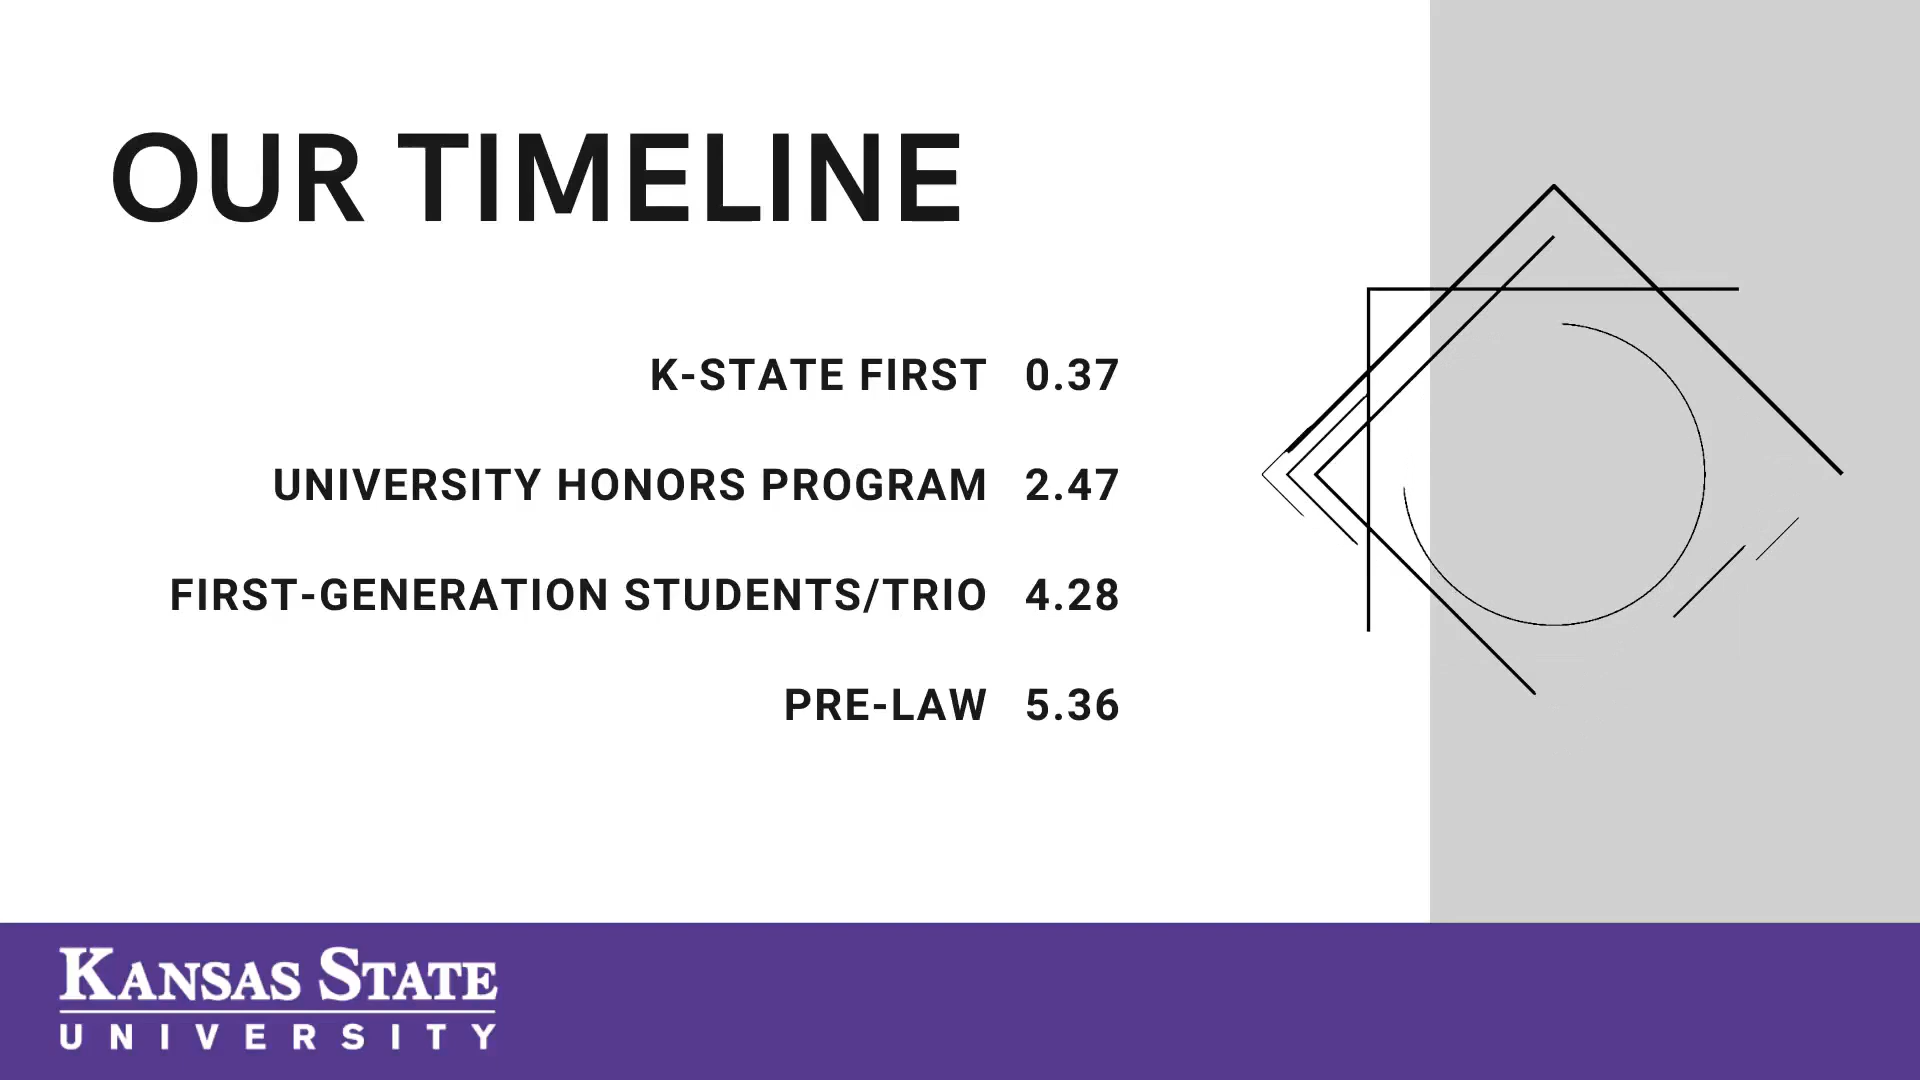 OUR TIMELINE
K-STATE FIRST 0.37
UNIVERSITY HONORS PROGRAM 2.47
FIRST-GENERATION STUDENTS/TRIO 4.28
PRE-LAW 5.36
KANSAS STATE
UNIVERSITY